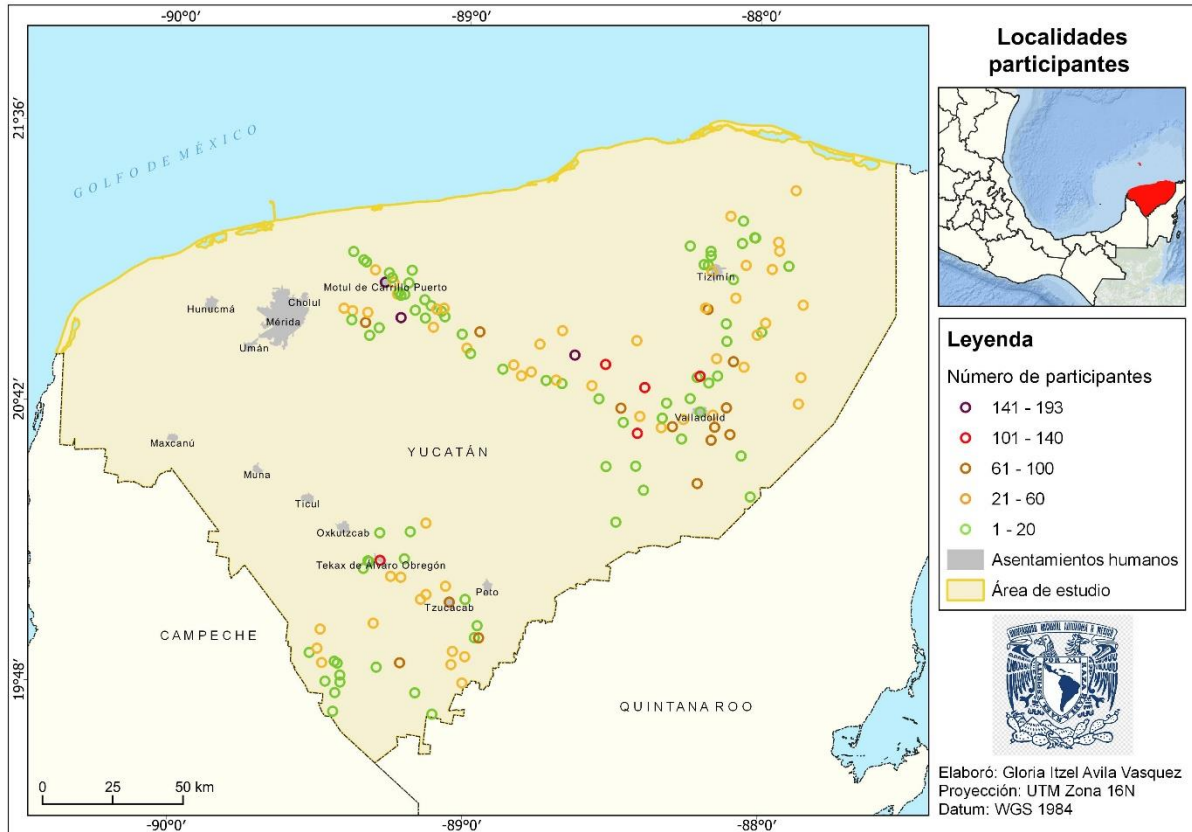 -90°0'
-89°0'
-88°0'
21°36'
20°42'
19°48'
GOLFO DE MÉXICO
Tizimín
Motul de Carrillo Puerto
Hunucmá
Cholul
Mérida
Umán
Valladolid
Maxcanú
YUCATÁN
Muna
Ticul
Oxkutzcab
Tekax de Álvaro Obregón
Peto
Tzucacab
CAMPECHE
QUINTANA ROO
0 25 50 km
-90°0'
-89°0'
-88°0'
Localidades
participantes
Leyenda
Número de participantes
141 - 193
101 - 140
61 - 100
21 - 60
1 - 20
Asentamientos humanos
Área de estudio
Elaboró: Gloria Itzel Avila Vasquez
Proyección: UTM Zona 16N
Datum: WGS 1984